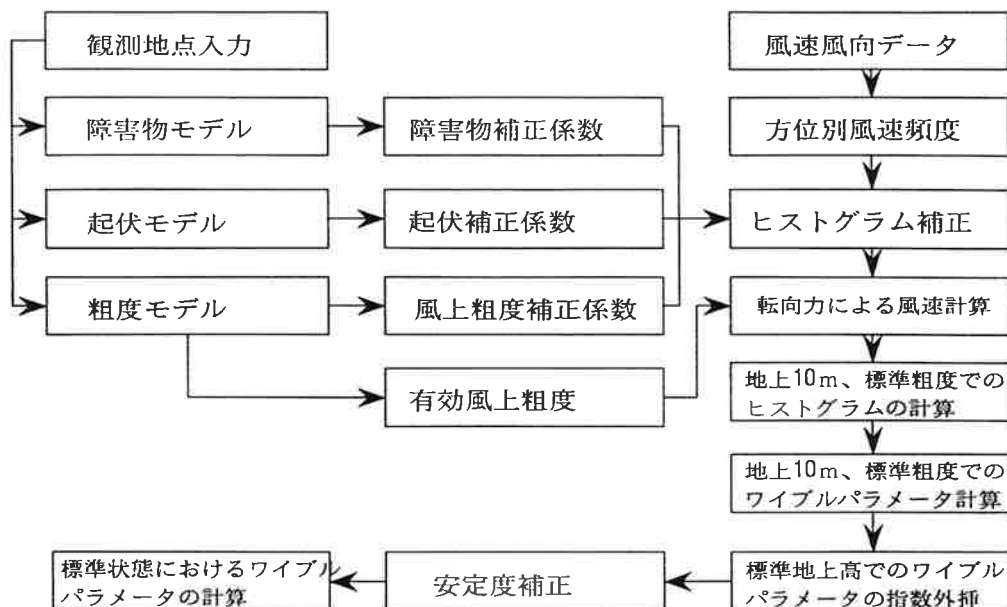 観測地点入力
風速風向データ
障害物モデル
障害物補正係数
方位別風速頻度
起伏モデル
起伏補正係数
ヒストグラム補正
粗度モデル
風上粗度補正係数
転向力による風速計算
有効風上粗度
地上10m、標準粗度での
ヒストグラムの計算
地上10m、標準粗度での
ワイブルパラメータ計算
標準状態におけるワイブル
パラメータの計算
安定度補正
標準地上高でのワイブル
パラメータの指数外挿